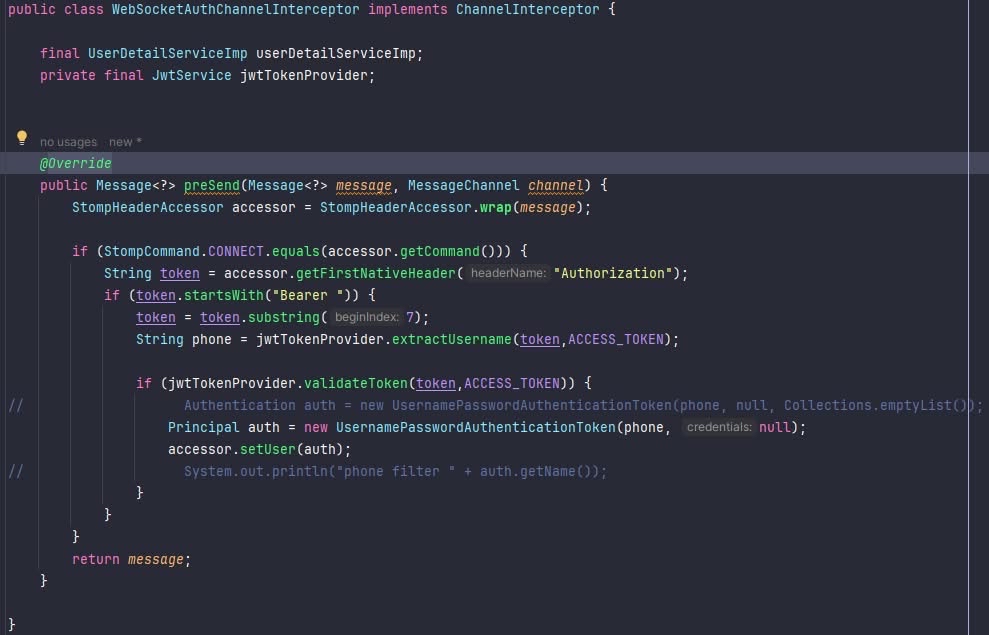 public class WebSocketAuthChannelInterceptor implements ChannelInterceptor {
final UserDetailServiceImp userDetailServiceImp;
private final JwtService jwtTokenProvider;
no usages new *
@Override
public Message<?> preSend(Message<?> message, MessageChannel channel) {
StompHeaderAccessor accessor = StompHeaderAccessor.wrap(message);
if (StompCommand.CONNECT.equals(accessor.getCommand())) {
String token = accessor.getFirstNativeHeader( headerName: "Authorization");
if (token.startsWith("Bearer ")) {
token = token.substring( beginIndex: 7);
String phone = jwtTokenProvider.extractUsername(token,ACCESS_TOKEN);
if (jwtTokenProvider.validateToken(token,ACCESS_TOKEN)) {
// Authentication auth = new UsernamePasswordAuthenticationToken(phone, null, Collections.emptyList());
Principal auth = new UsernamePasswordAuthenticationToken(phone, credentials: null);
accessor.setUser(auth);
// System.out.println("phone filter " + auth.getName());
}
}
}
return message;
}
}